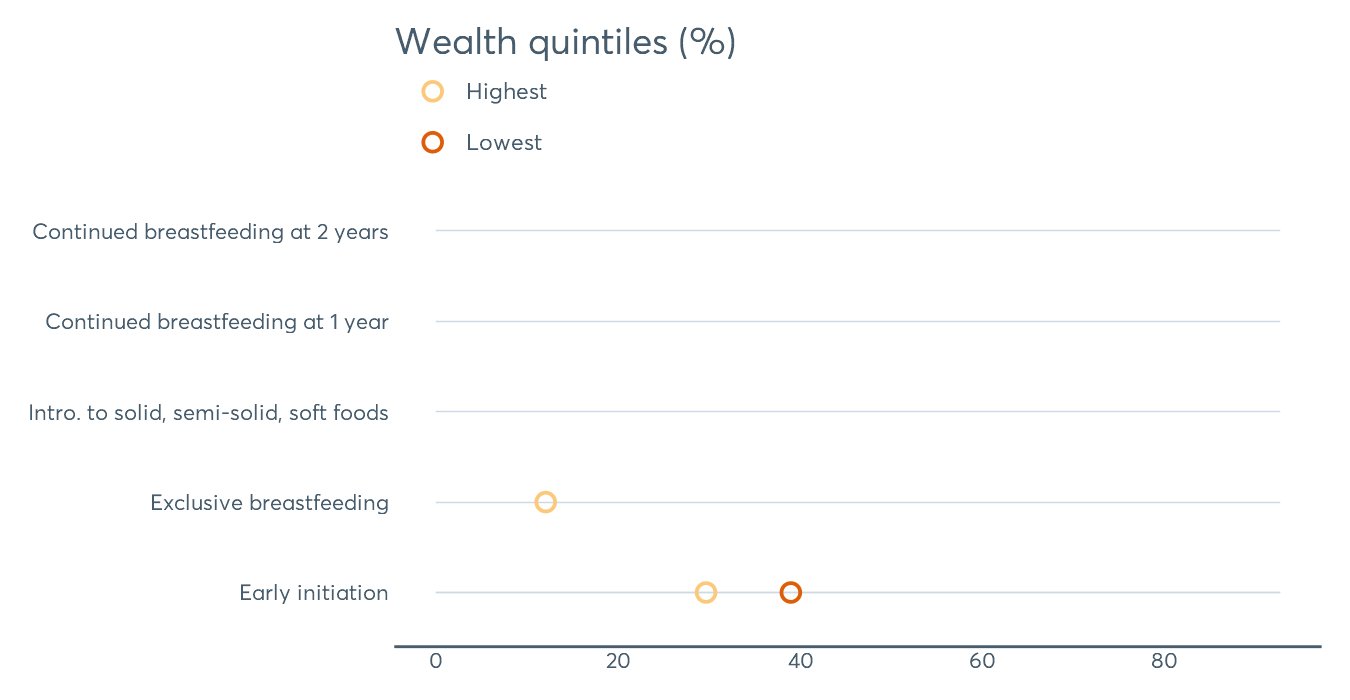 Wealth quintiles (%)
Highest
Lowest
Continued breastfeeding at 2 years
Continued breastfeeding at 1 year
Intro. to solid, semi-solid, soft foods
Exclusive breastfeeding
Early initiation
0 20 40 60 80